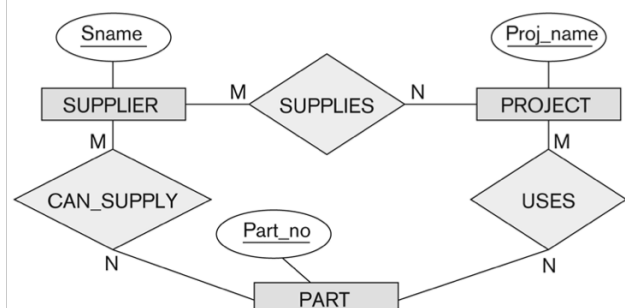 Sname
Proj_name
M
N
SUPPLIER
SUPPLIES
PROJECT
M
M
CAN_SUPPLY
USES
Part_no
N
N
PART